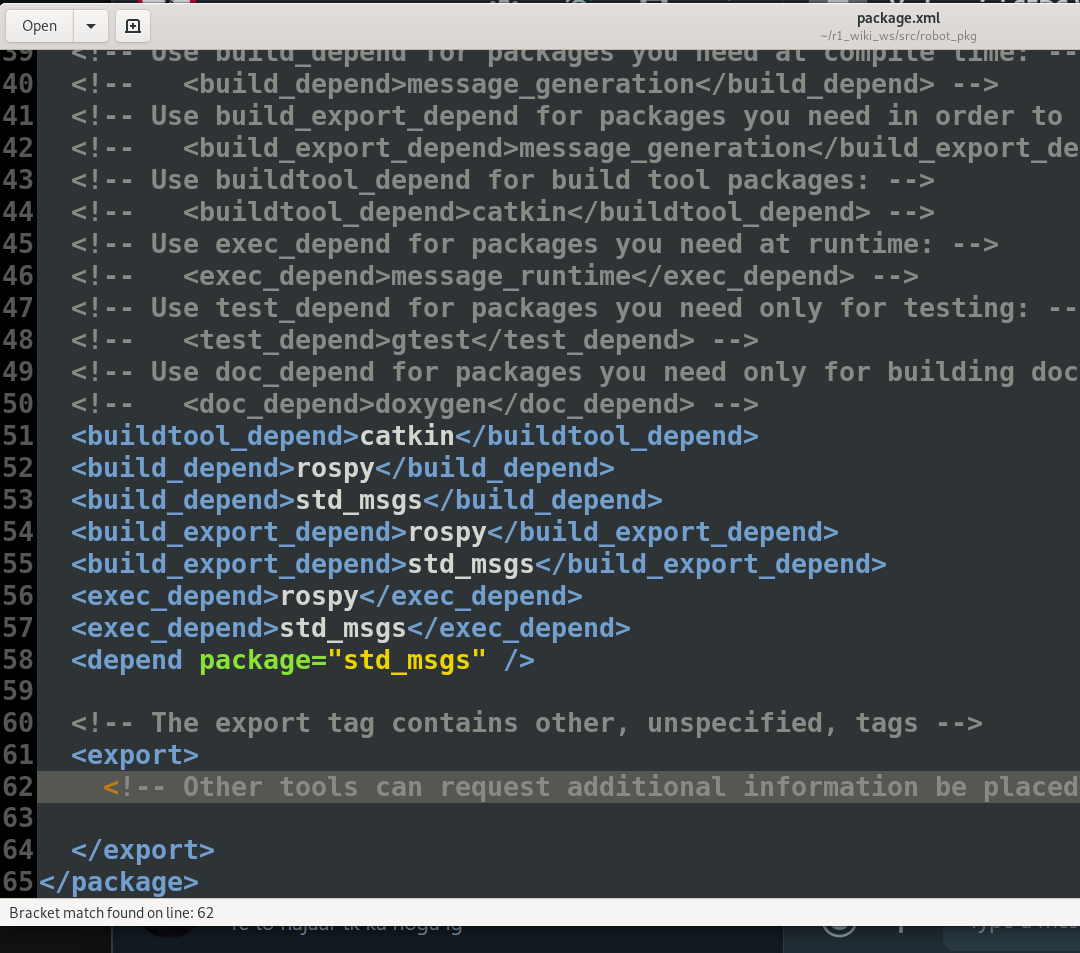 Open
package.xml
~/r1_wiki_ws/src/robot_pkg
39 <!-- Use build_depend for packages you need at compile time: --
40 <!--   <build_depend>message_generation</build_depend> -->
41 <!-- Use build_export_depend for packages you need in order to
42 <!--   <build_export_depend>message_generation</build_export_de
43 <!-- Use buildtool_depend for build tool packages: -->
44 <!--   <buildtool_depend>catkin</buildtool_depend> -->
45 <!-- Use exec_depend for packages you need at runtime: -->
46 <!--   <exec_depend>message_runtime</exec_depend> -->
47 <!-- Use test_depend for packages you need only for testing: --
48 <!--   <test_depend>gtest</test_depend> -->
49 <!-- Use doc_depend for packages you need only for building doc
50 <!--   <doc_depend>doxygen</doc_depend> -->
51 <buildtool_depend>catkin</buildtool_depend>
52 <build_depend>rospy</build_depend>
53 <build_depend>std_msgs</build_depend>
54 <build_export_depend>rospy</build_export_depend>
55 <build_export_depend>std_msgs</build_export_depend>
56 <exec_depend>rospy</exec_depend>
57 <exec_depend>std_msgs</exec_depend>
58 <depend package="std_msgs" />
59
60 <!-- The export tag contains other, unspecified, tags -->
61 <export>
62 <!-- Other tools can request additional information be placed
63
64 </export>
65 </package>
Bracket match found on line: 62